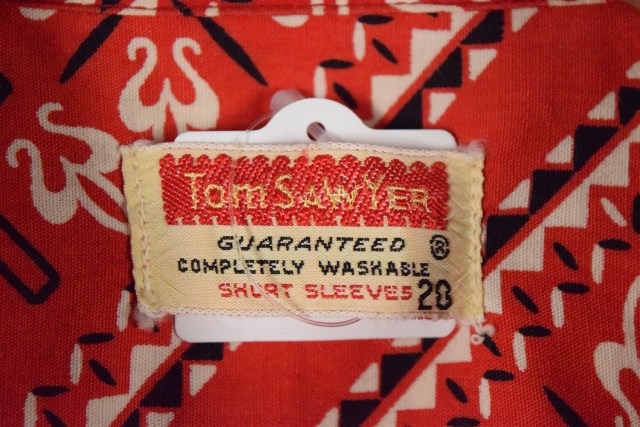 Tom SAWYER
GUARANTEED ®
COMPLETELY WASHABLE
SHORT SLEEVES 20